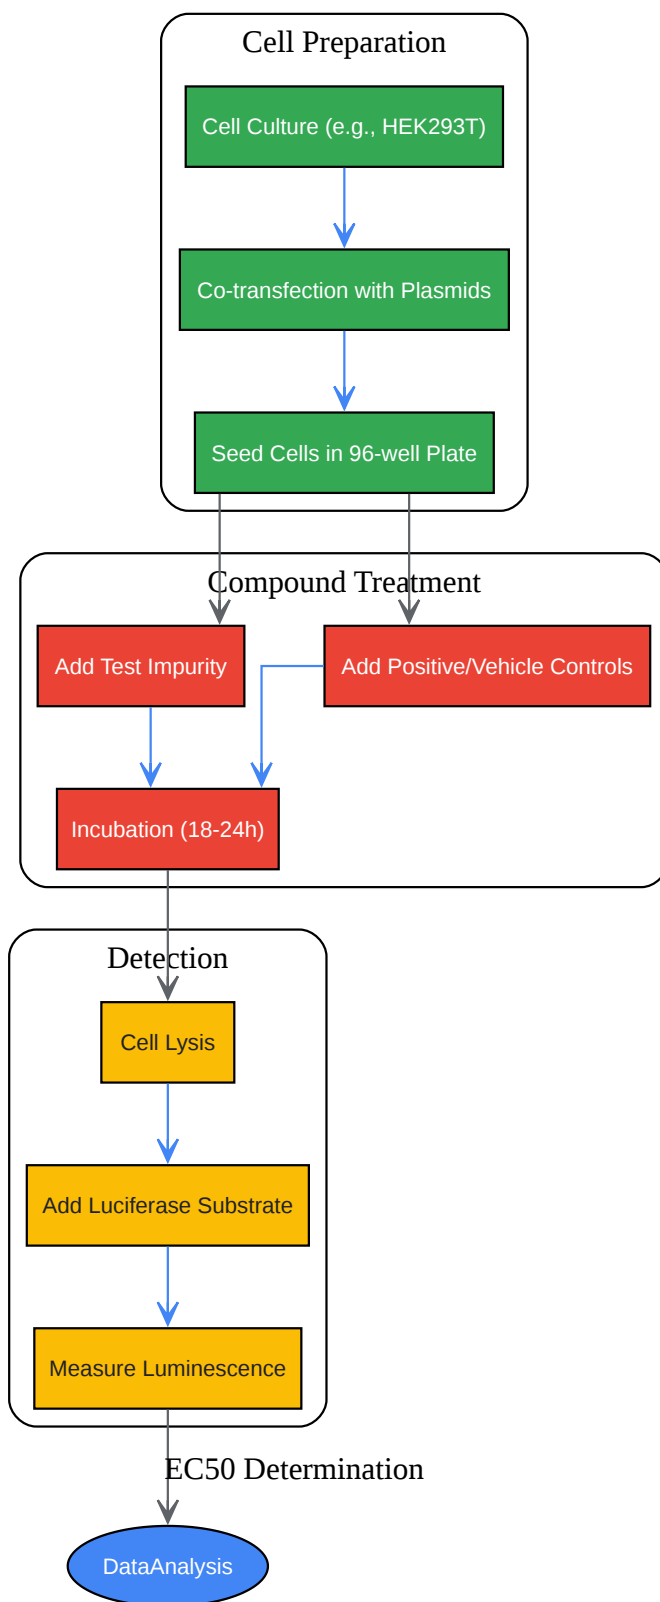 Cell Preparation
Cell Culture (e.g., HEK293T)
Co-transfection with Plasmids
Seed Cells in 96-well Plate
Compound Treatment
Add Test Impurity
Add Positive/Vehicle Controls
Incubation (18-24h)
Detection
Cell Lysis
Add Luciferase Substrate
Measure Luminescence
EC50 Determination
DataAnalysis